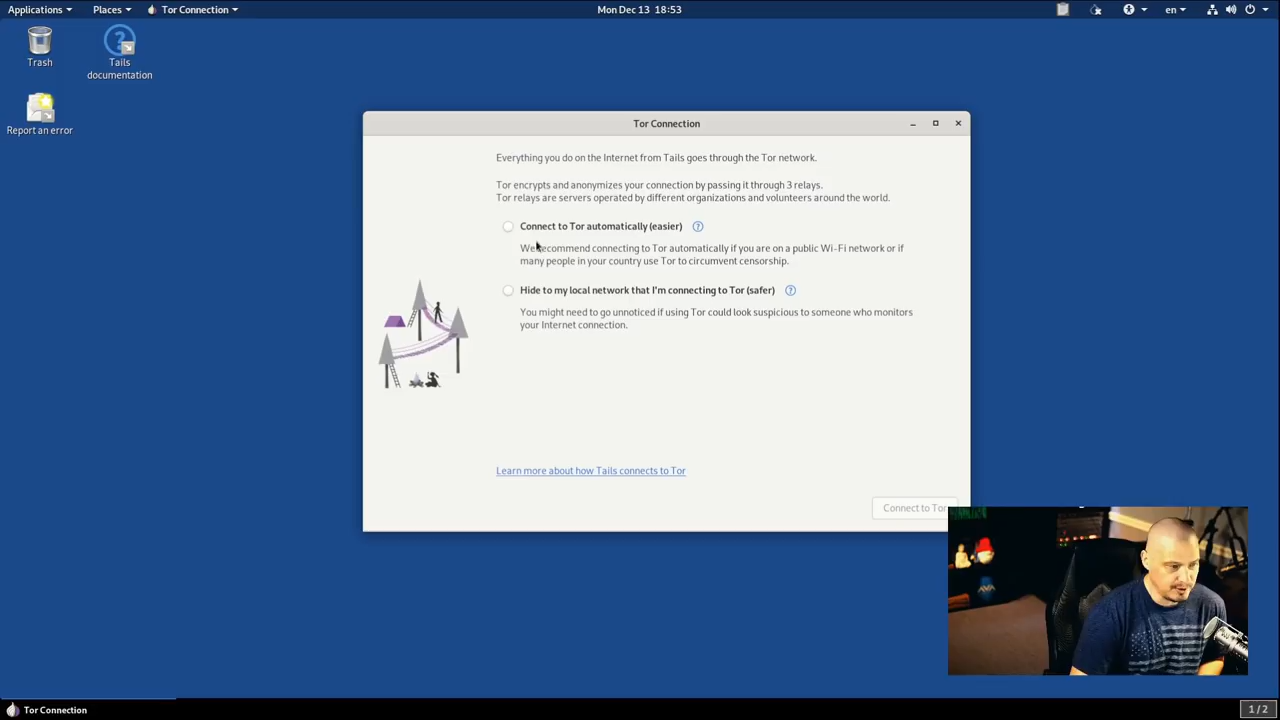 Applications Places Tor Connection Mon Dec 13 18:53 en
Trash
Tails
documentation
Report an error
Tor Connection
Everything you do on the Internet from Tails goes through the Tor network.
Tor encrypts and anonymizes your connection by passing it through 3 relays.
Tor relays are servers operated by different organizations and volunteers around the world.
Connect to Tor automatically (easier) ?
We recommend connecting to Tor automatically if you are on a public Wi-Fi network or if
many people in your country use Tor to circumvent censorship.
Hide to my local network that I'm connecting to Tor (safer) ?
You might need to go unnoticed if using Tor could look suspicious to someone who monitors
your Internet connection.
Learn more about how Tails connects to Tor
Connect to Tor
Tor Connection 1 / 2